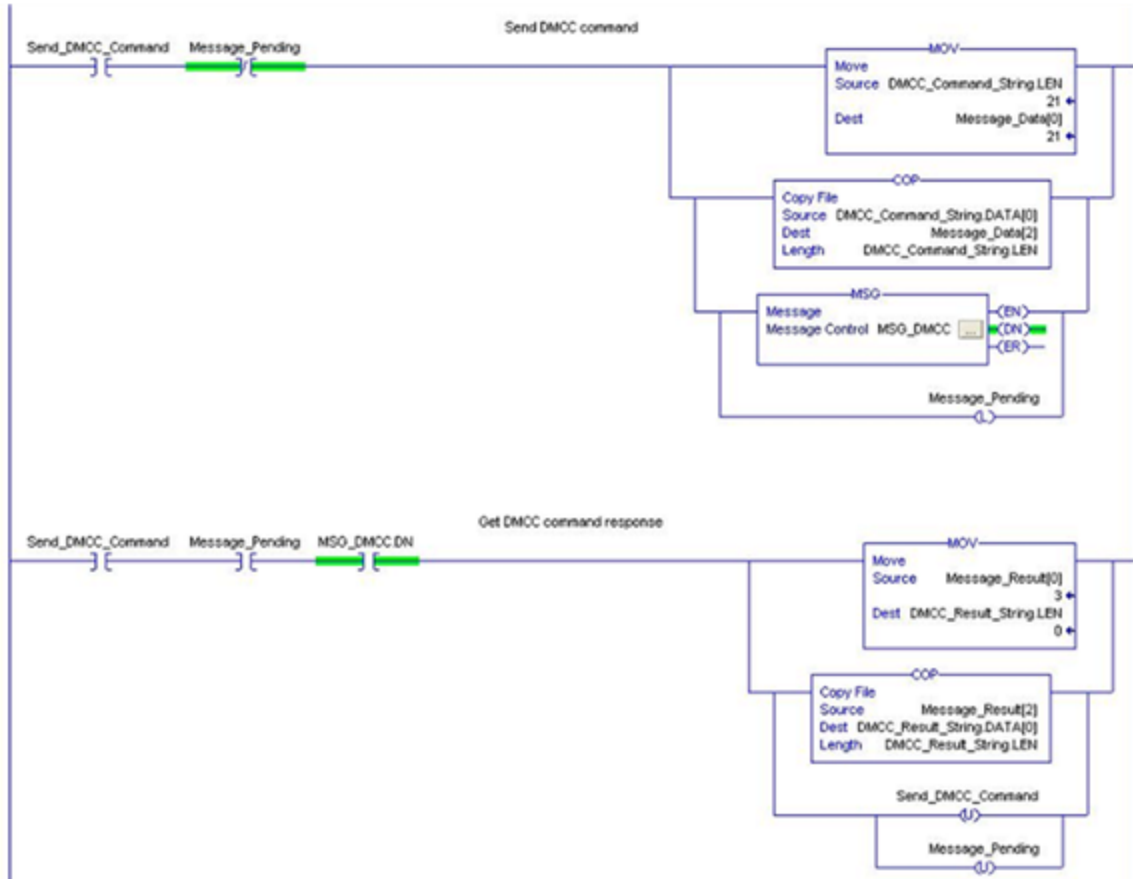 Send DMCC command
Send_DMCC_Command Message_Pending
MOV
Move
Source DMCC_Command_String.LEN
21
Dest Message_Data[0]
21
COP
Copy File
Source DMCC_Command_String.DATA[0]
Dest Message_Data[2]
Length DMCC_Command_String.LEN
MSG
Message
Message Control MSG_DMCC ...
EN
DN
ER
Message_Pending
L
Get DMCC command response
Send_DMCC_Command Message_Pending MSG_DMCC.DN
MOV
Move
Source Message_Result[0]
3
Dest DMCC_Result_String.LEN
0
COP
Copy File
Source Message_Result[2]
Dest DMCC_Result_String.DATA[0]
Length DMCC_Result_String.LEN
Send_DMCC_Command
U
Message_Pending
U